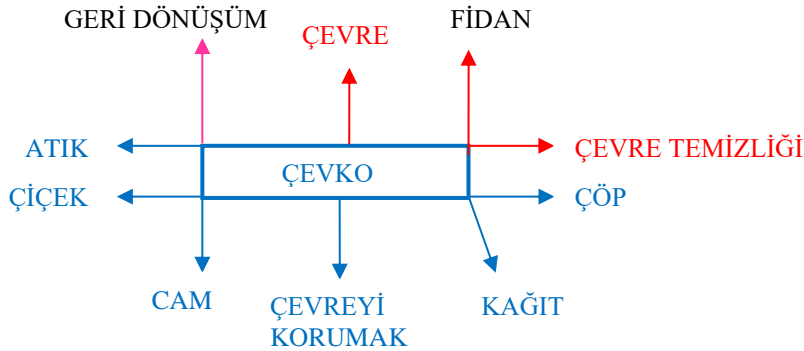 GERİ DÖNÜŞÜM
ÇEVRE
FİDAN
ATIK
ÇEVKO
ÇEVRE TEMİZLİĞİ
ÇİÇEK
ÇÖP
CAM
ÇEVREYİ
KORUMAK
KAĞIT